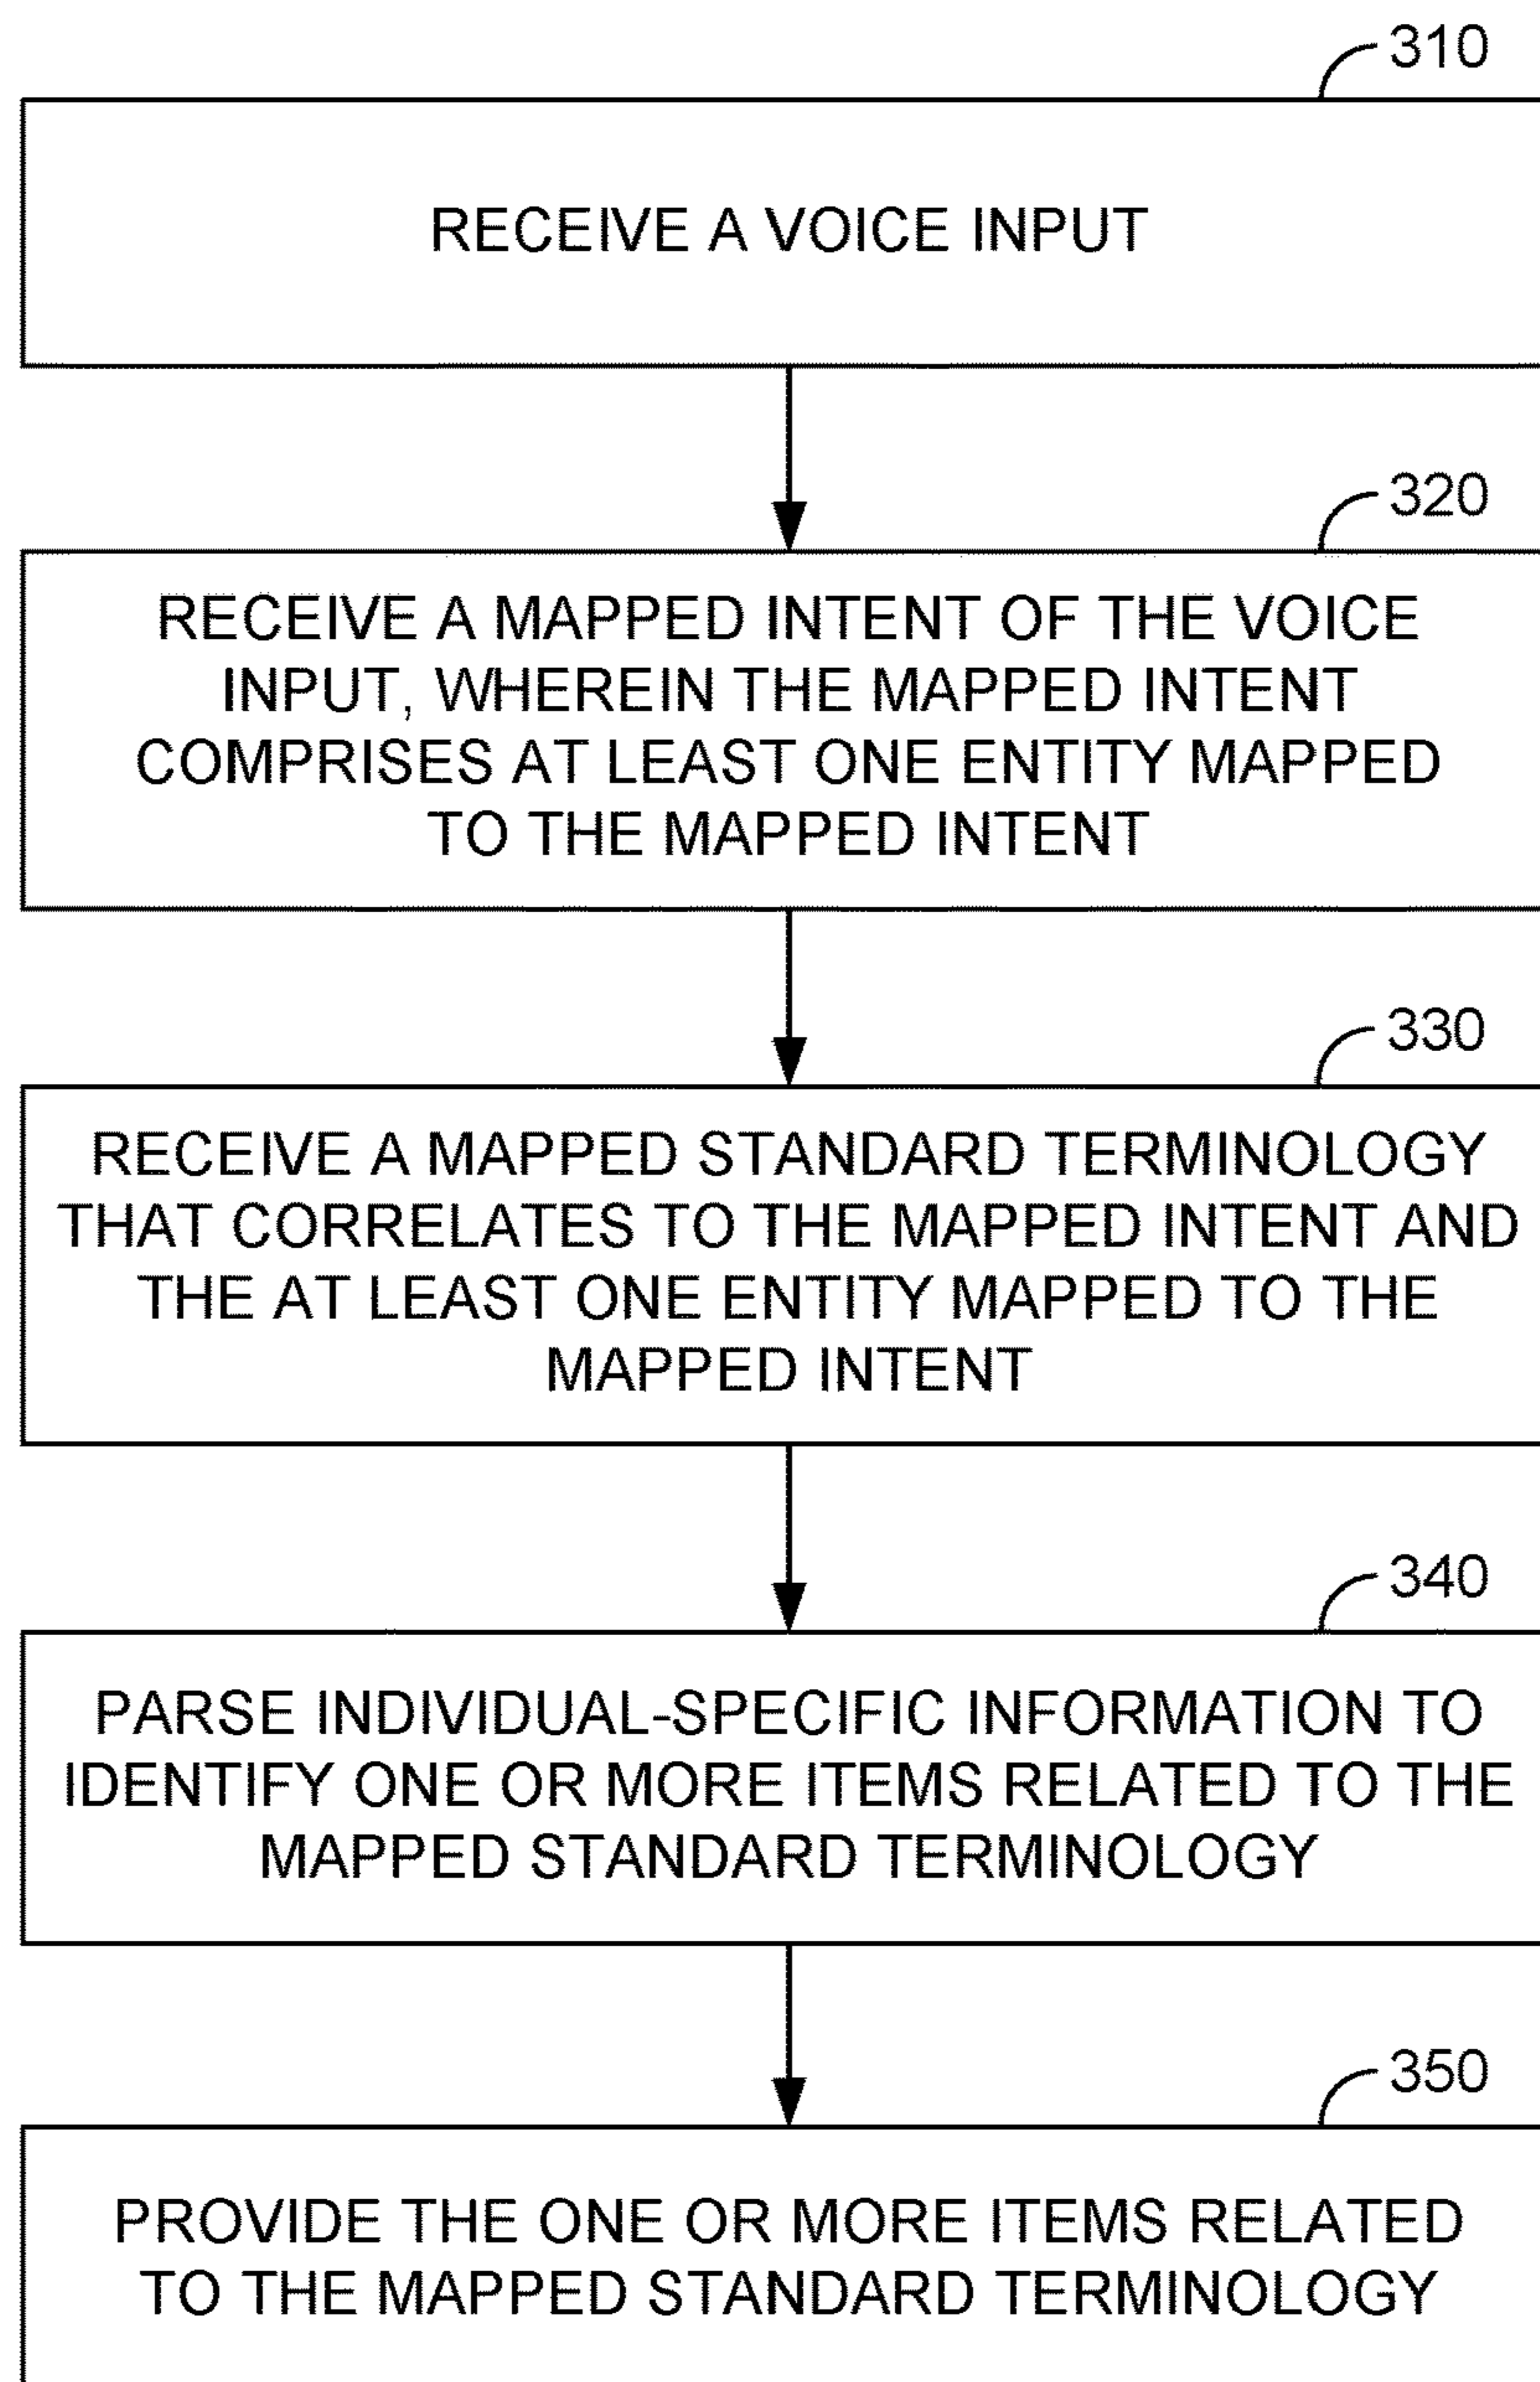 310
RECEIVE A VOICE INPUT
320
RECEIVE A MAPPED INTENT OF THE VOICE
INPUT, WHEREIN THE MAPPED INTENT
COMPRISES AT LEAST ONE ENTITY MAPPED
TO THE MAPPED INTENT
330
RECEIVE A MAPPED STANDARD TERMINOLOGY
THAT CORRELATES TO THE MAPPED INTENT AND
THE AT LEAST ONE ENTITY MAPPED TO THE
MAPPED INTENT
340
PARSE INDIVIDUAL-SPECIFIC INFORMATION TO
IDENTIFY ONE OR MORE ITEMS RELATED TO THE
MAPPED STANDARD TERMINOLOGY
350
PROVIDE THE ONE OR MORE ITEMS RELATED
TO THE MAPPED STANDARD TERMINOLOGY